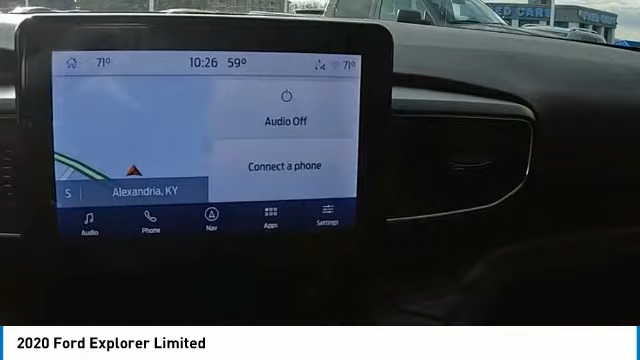 71° 10:26 59° 71°
Audio Off
Connect a phone
S Alexandria, KY
Audio Phone Nav Apps Settings
2020 Ford Explorer Limited